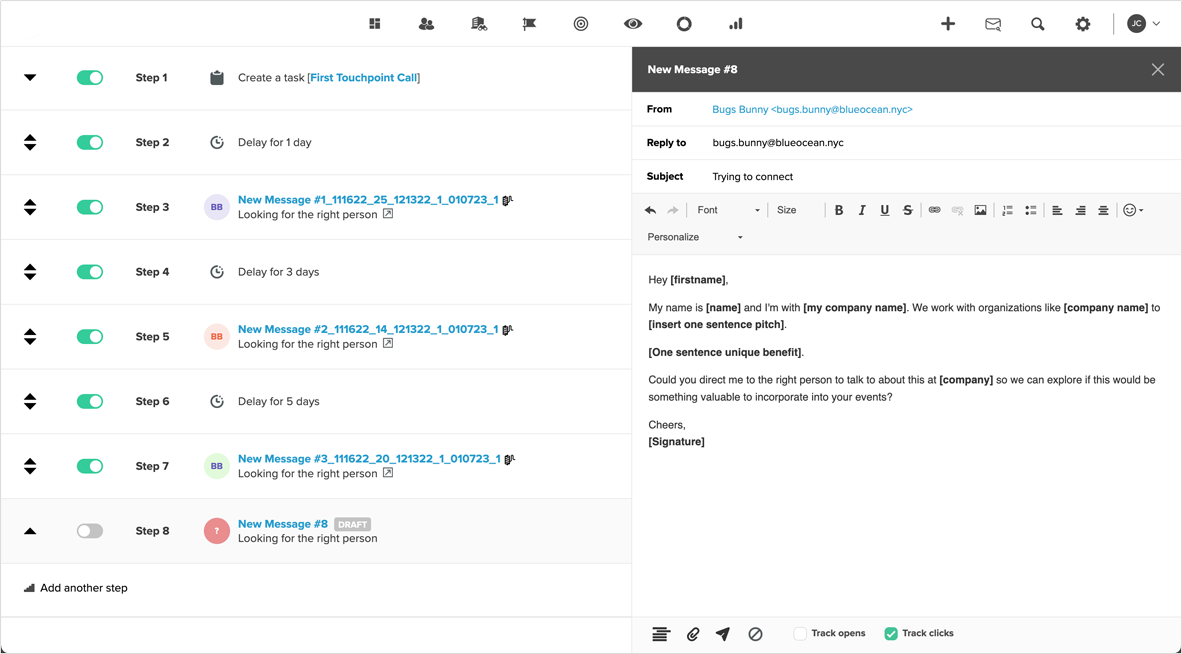 JC
Step 1
Create a task [First Touchpoint Call]
Step 2
Delay for 1 day
Step 3
BB
New Message #1_111622_25_121322_1_010723_1
Looking for the right person
Step 4
Delay for 3 days
Step 5
BB
New Message #2_111622_14_121322_1_010723_1
Looking for the right person
Step 6
Delay for 5 days
Step 7
BB
New Message #3_111622_20_121322_1_010723_1
Looking for the right person
Step 8
?
New Message #8 DRAFT
Looking for the right person
Add another step
New Message #8
From Bugs Bunny <bugs.bunny@blueocean.nyc>
Reply to bugs.bunny@blueocean.nyc
Subject Trying to connect
Font Size B I U S
Personalize
Hey [firstname],
My name is [name] and I'm with [my company name]. We work with organizations like [company name] to
[insert one sentence pitch].
[One sentence unique benefit].
Could you direct me to the right person to talk to about this at [company] so we can explore if this would be
something valuable to incorporate into your events?
Cheers,
[Signature]
Track opens Track clicks